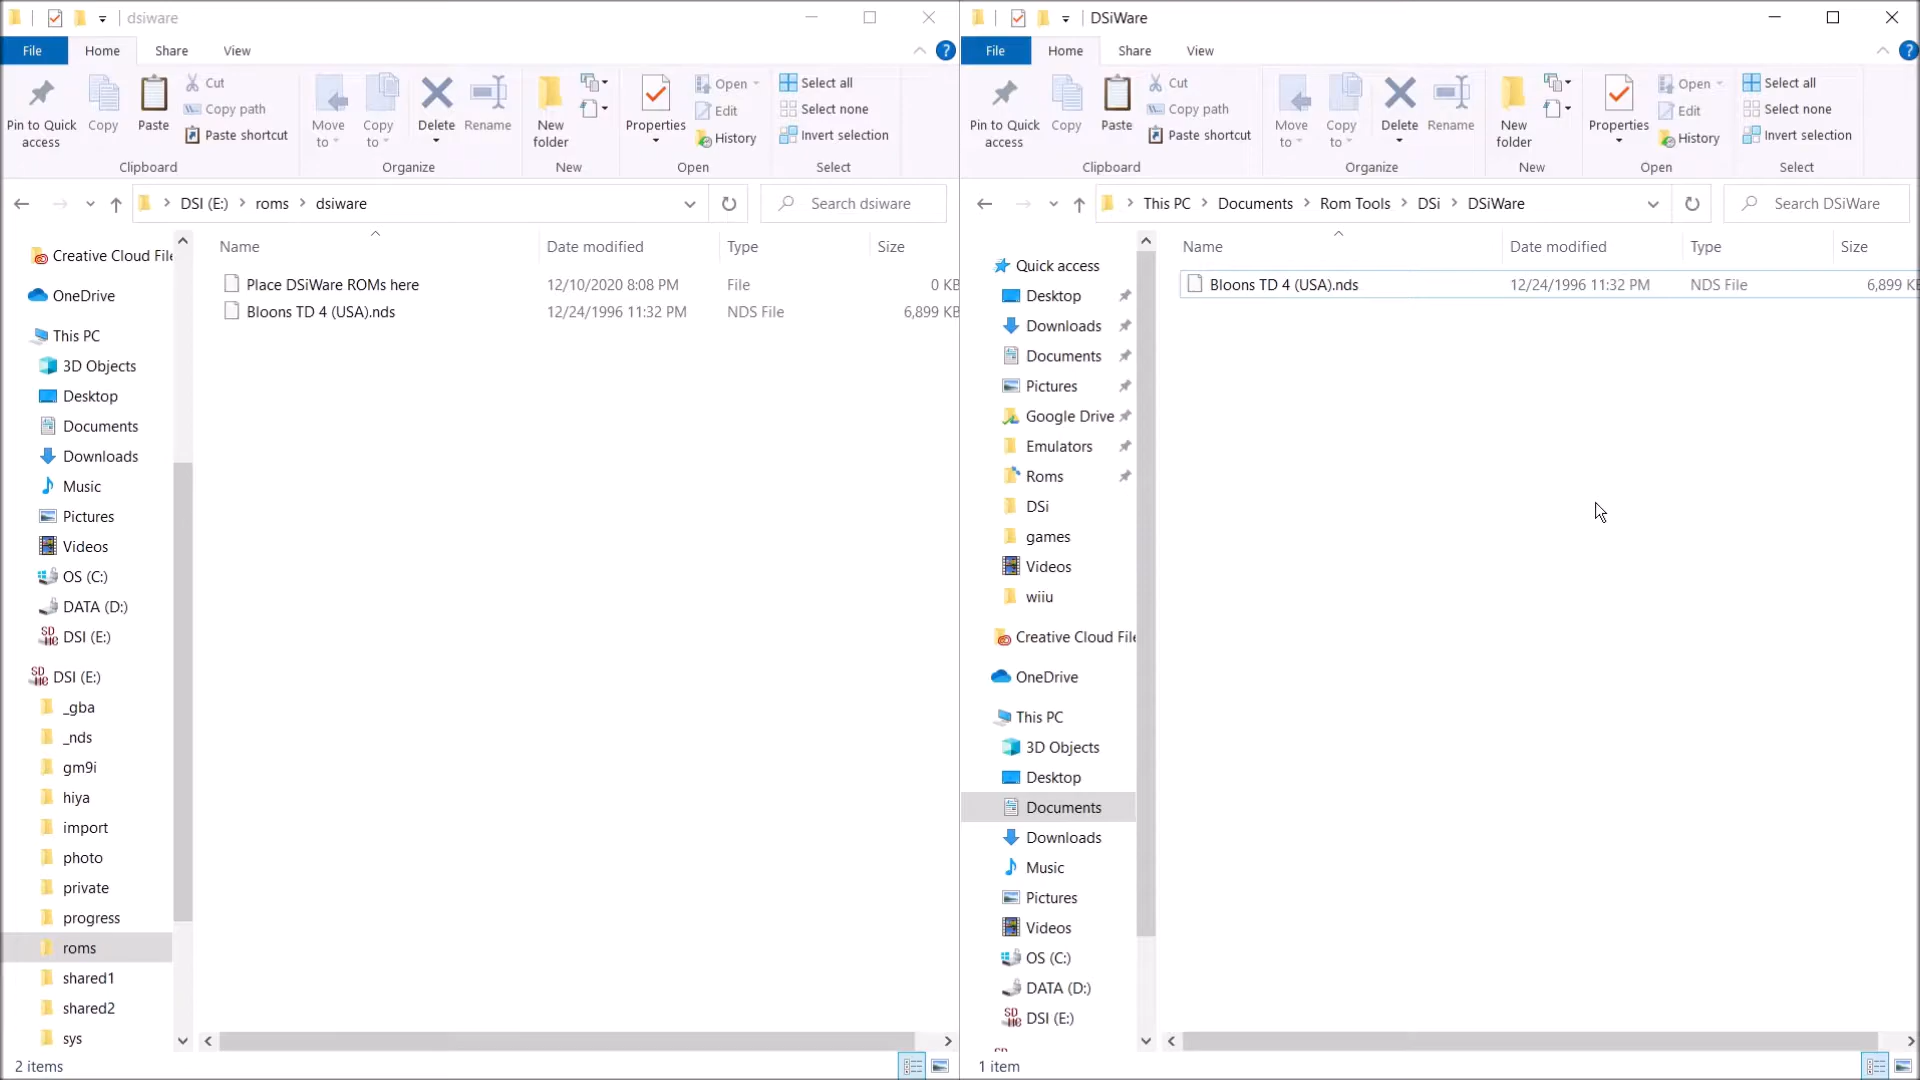 dsiware
File Home Share View
Pin to Quick access
Copy
Paste
Cut
Copy path
Paste shortcut
Clipboard
Move to
Copy to
Delete
Rename
Organize
New folder
New
Properties
Open
Edit
History
Open
Select all
Select none
Invert selection
Select
DSI (E:) > roms > dsiware
Search dsiware
Creative Cloud File
OneDrive
This PC
3D Objects
Desktop
Documents
Downloads
Music
Pictures
Videos
OS (C:)
DATA (D:)
DSI (E:)
DSI (E:)
_gba
_nds
gm9i
hiya
import
photo
private
progress
roms
shared1
shared2
sys
Name Date modified Type Size
Place DSiWare ROMs here 12/10/2020 8:08 PM File 0 KB
Bloons TD 4 (USA).nds 12/24/1996 11:32 PM NDS File 6,899 KB
2 items
DSiWare
File Home Share View
Pin to Quick access
Copy
Paste
Cut
Copy path
Paste shortcut
Clipboard
Move to
Copy to
Delete
Rename
Organize
New folder
New
Properties
Open
Edit
History
Open
Select all
Select none
Invert selection
Select
This PC > Documents > Rom Tools > DSi > DSiWare
Search DSiWare
Quick access
Desktop
Downloads
Documents
Pictures
Google Drive
Emulators
Roms
DSi
games
Videos
wiiu
Creative Cloud File
OneDrive
This PC
3D Objects
Desktop
Documents
Downloads
Music
Pictures
Videos
OS (C:)
DATA (D:)
DSI (E:)
Name Date modified Type Size
Bloons TD 4 (USA).nds 12/24/1996 11:32 PM NDS File 6,899 KB
1 item